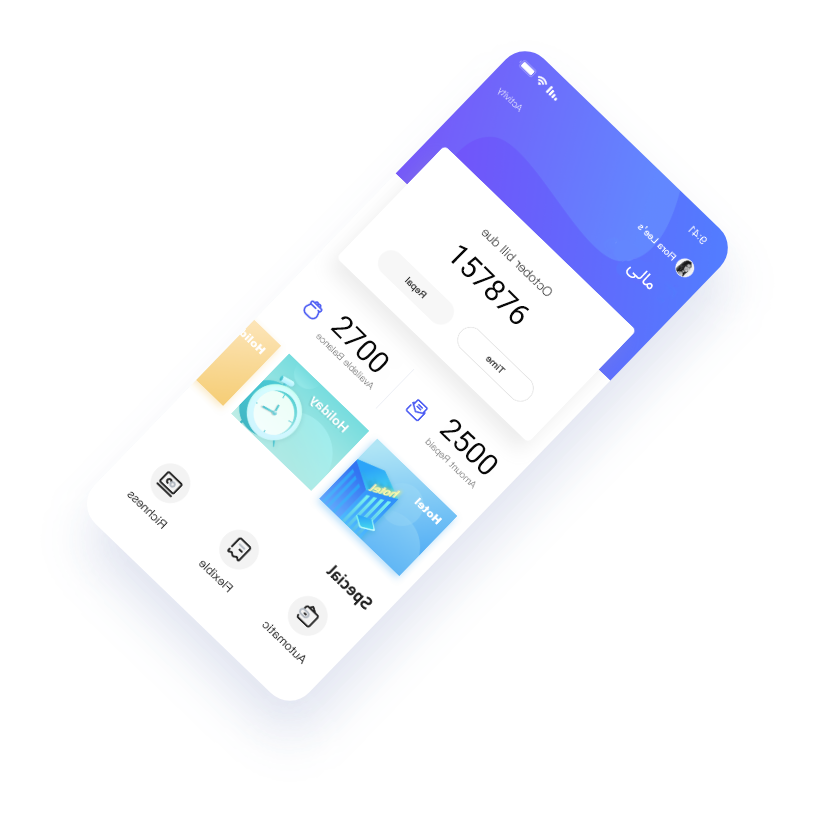 9:41
Flora Lee's
مالی
Activity
October bill due
157876
Time
Repal
2500
Amount Repaid
2700
Available Balance
Hotel
hotel
Holiday
Special
Automatic
Flexible
Richness